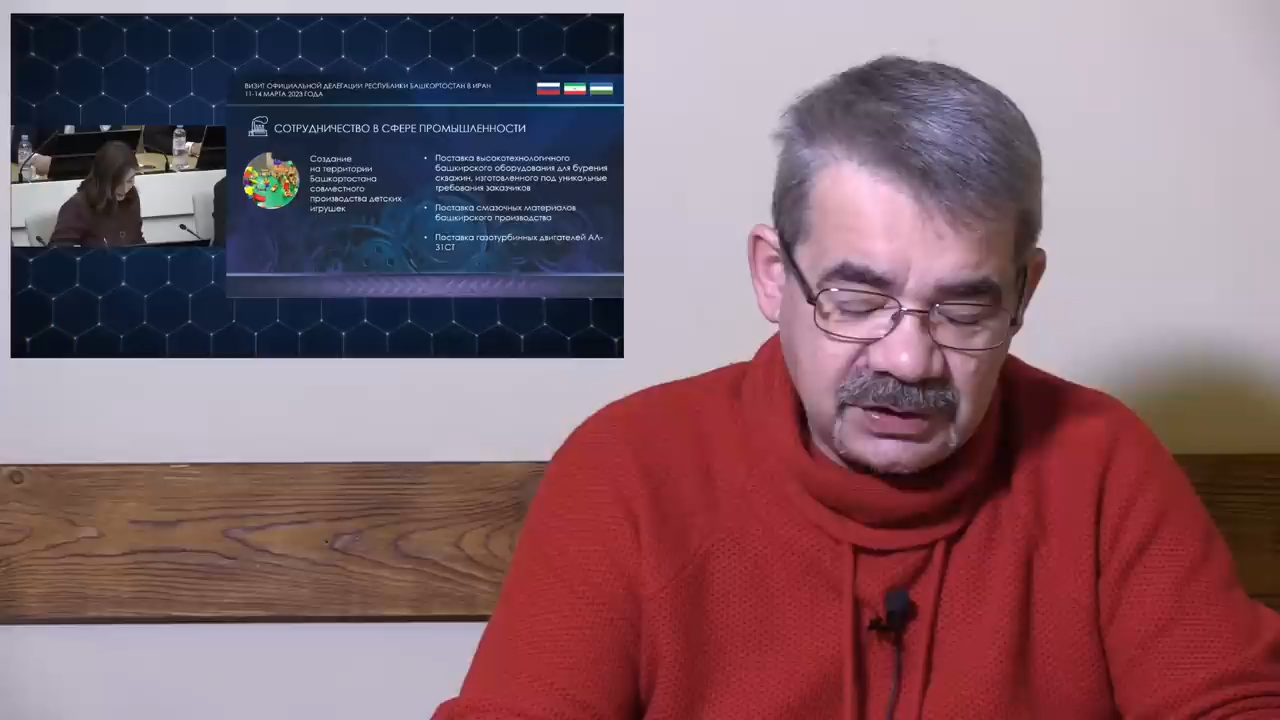 ВИЗИТ ОФИЦИАЛЬНОЙ ДЕЛЕГАЦИИ РЕСПУБЛИКИ БАШКОРТОСТАН В ИРАН
11-14 МАРТА 2023 ГОДА
СОТРУДНИЧЕСТВО В СФЕРЕ ПРОМЫШЛЕННОСТИ
Создание
на территории
Башкортостана
совместного
производства детских
игрушек
• Поставка высокотехнологичного
башкирского оборудования для бурения
скважин, изготовленного под уникальные
требования заказчиков
• Поставка смазочных материалов
башкирского производства
• Поставка газотурбинных двигателей АЛ-
31СТ